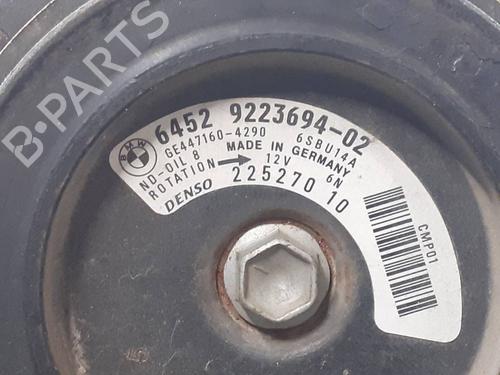 BMW
6452 9223694-02
GE447160-4290 6SBU14A
ND-OIL 8 MADE IN GERMANY
ROTATION 12V 6N
DENSO 225270 10
CMP01
B-PARTS